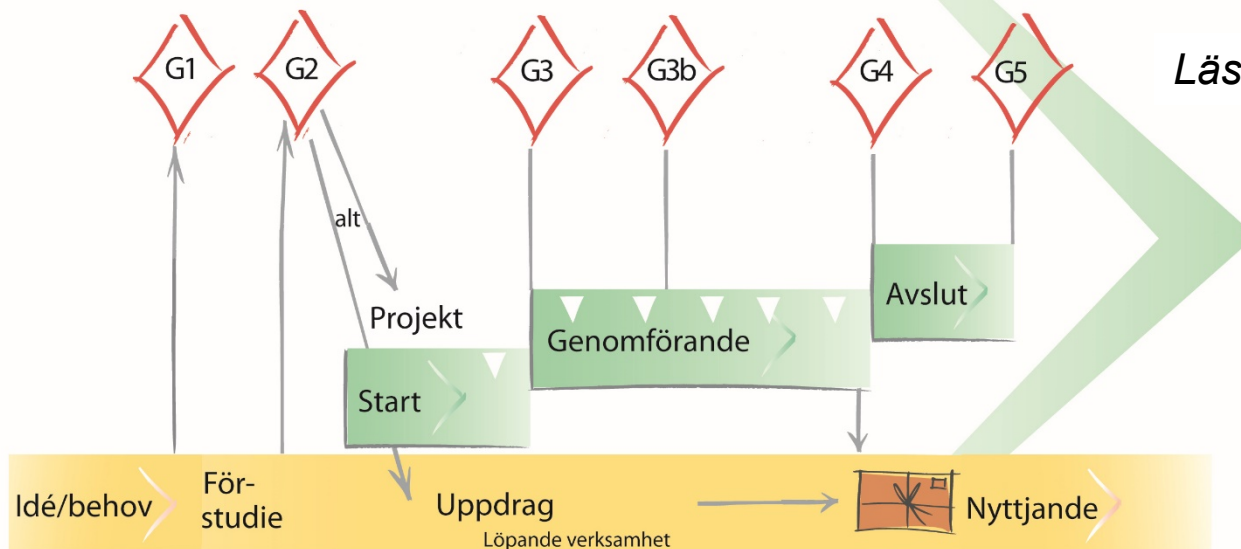 G1
G2
G3
G3b
G4
G5
Läs
alt
Projekt
Start
Genomförande
Avslut
Idé/behov
För-
studie
Uppdrag
Löpande verksamhet
Nyttjande